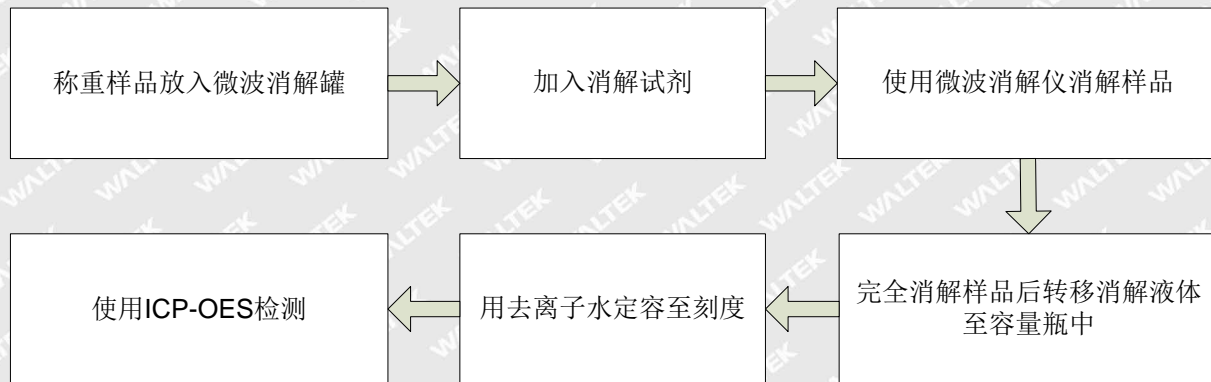 称重样品放入微波消解罐
加入消解试剂
使用微波消解仪消解样品
完全消解样品后转移消解液体
至容量瓶中
用去离子水定容至刻度
使用ICP-OES检测